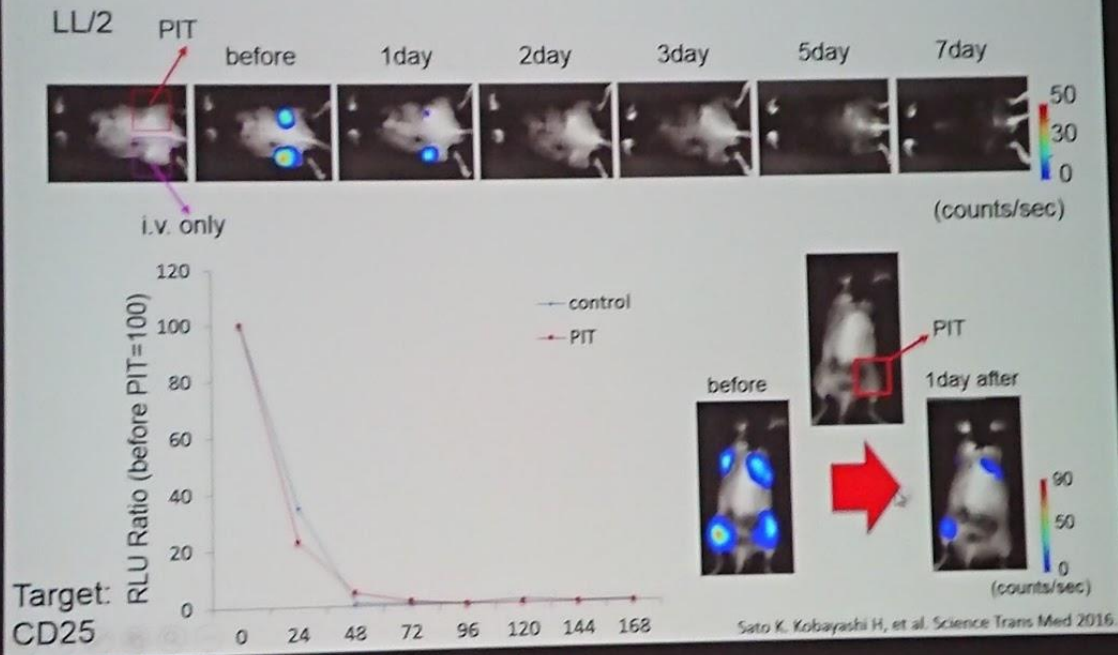 LL/2
PIT
before
1day
2day
3day
5day
7day
50
30
0
(counts/sec)
i.v. only
RLU Ratio (before PIT=100)
120
100
80
60
40
20
0
0 24 48 72 96 120 144 168
control
PIT
Target:
CD25
PIT
before
1day after
90
50
0
(counts/sec)
Sato K, Kobayashi H, et al. Science Trans Med 2016.